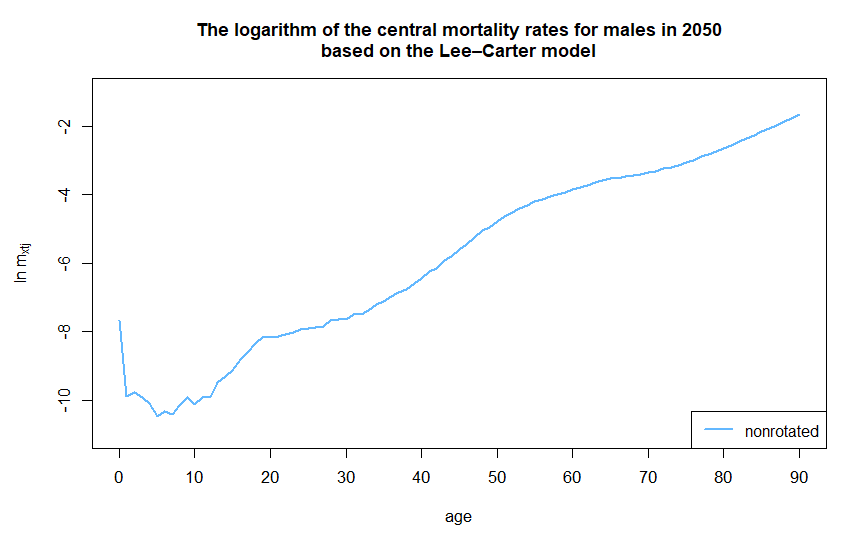 The logarithm of the central mortality rates for males in 2050
based on the Lee–Carter model
-2
-4
-6
-8
-10
ln mxtj
nonrotated
0 10 20 30 40 50 60 70 80 90
age